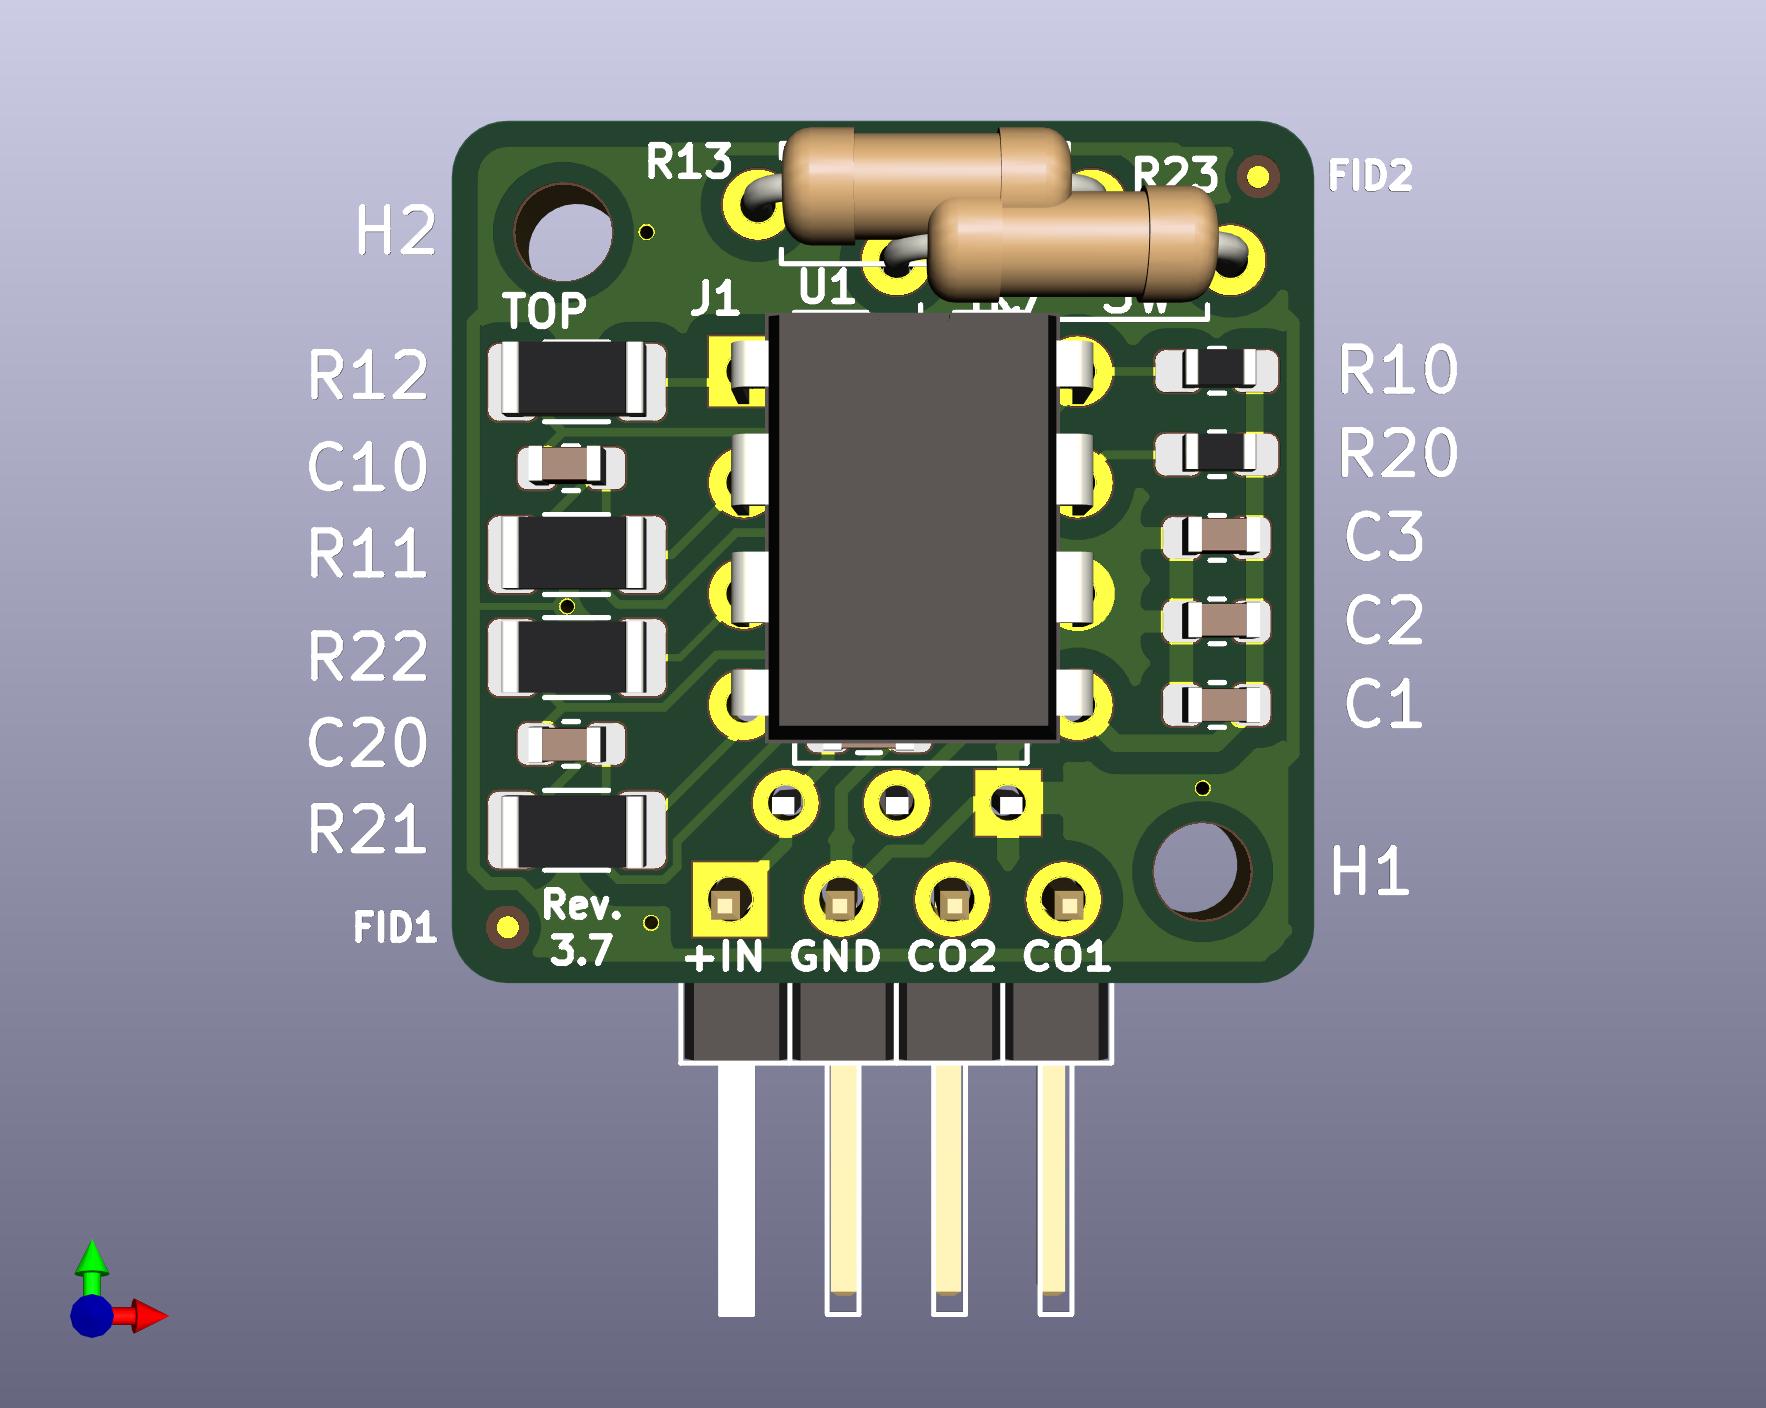 R13
R23
FID2
H2
U1
J1
TOP
R12
R10
C10
R20
R11
C3
R22
C2
C20
C1
R21
H1
Rev.
3.7
FID1
+IN GND CO2 CO1